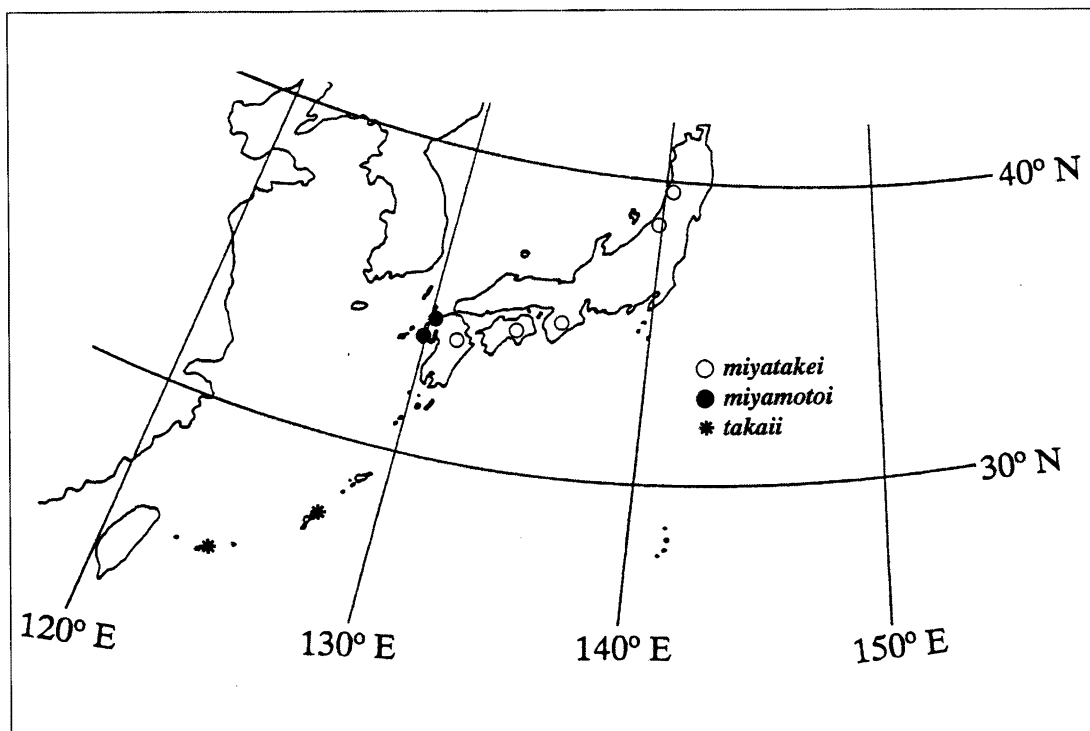 40° N
miyatakei
miyamotoi
takaii
30° N
120° E
130° E
140° E
150° E